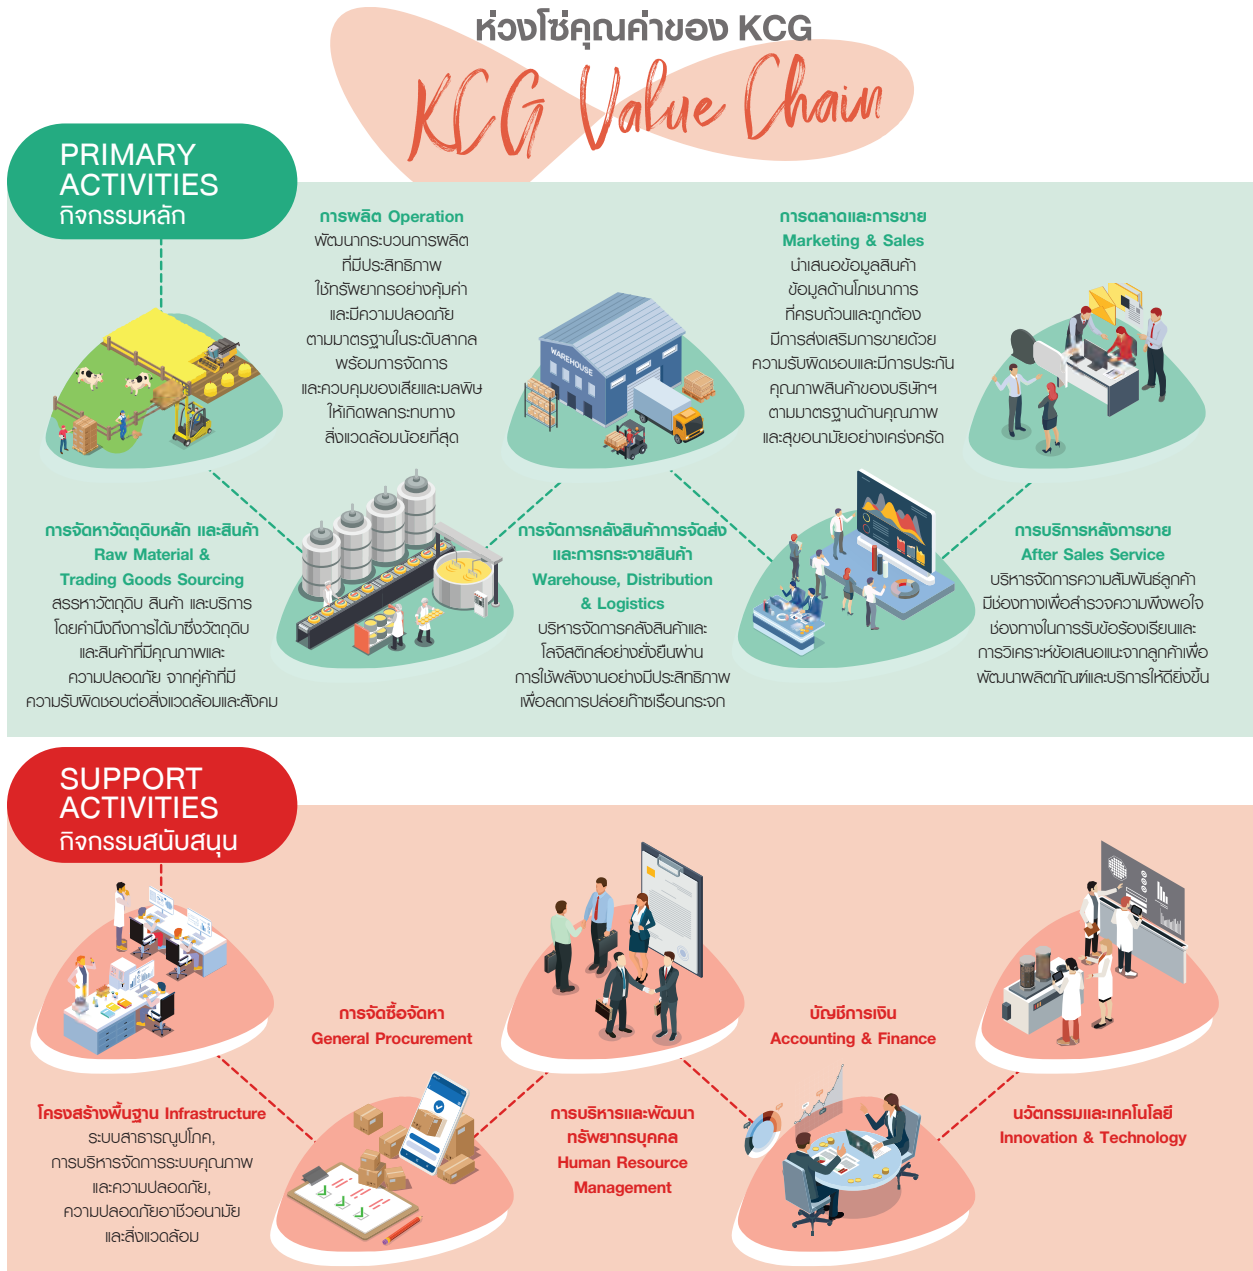 ห่วงโซ่คุณค่าของ KCG
KCG Value Chain
PRIMARY
ACTIVITIES
กิจกรรมหลัก
การจัดหาวัตถุดิบหลัก และสินค้า
Raw Material &
Trading Goods Sourcing
สรรหาวัตถุดิบ สินค้า และบริการ
โดยคำนึงถึงการได้มาซึ่งวัตถุดิบ
และสินค้าที่มีคุณภาพและ
ความปลอดภัย จากคู่ค้าที่มี
ความรับผิดชอบต่อสิ่งแวดล้อมและสังคม
การผลิต Operation
พัฒนากระบวนการผลิต
ที่มีประสิทธิภาพ
ใช้ทรัพยากรอย่างคุ้มค่า
และมีความปลอดภัย
ตามมาตรฐานในระดับสากล
พร้อมการจัดการ
และควบคุมของเสียและมลพิษ
ให้เกิดผลกระทบทาง
สิ่งแวดล้อมน้อยที่สุด
WAREHOUSE
การจัดการคลังสินค้าการจัดส่ง
และการกระจายสินค้า
Warehouse, Distribution
& Logistics
บริหารจัดการคลังสินค้าและ
โลจิสติกส์อย่างยั่งยืนผ่าน
การใช้พลังงานอย่างมีประสิทธิภาพ
เพื่อลดการปล่อยก๊าซเรือนกระจก
การตลาดและการขาย
Marketing & Sales
นำเสนอข้อมูลสินค้า
ข้อมูลด้านโภชนาการ
ที่ครบถ้วนและถูกต้อง
มีการส่งเสริมการขายด้วย
ความรับผิดชอบและมีการประกัน
คุณภาพสินค้าของบริษัทฯ
ตามมาตรฐานด้านคุณภาพ
และสุขอนามัยอย่างเคร่งครัด
การบริการหลังการขาย
After Sales Service
บริหารจัดการความสัมพันธ์ลูกค้า
มีช่องทางเพื่อสำรวจความพึงพอใจ
ช่องทางในการรับข้อร้องเรียนและ
การวิเคราะห์ข้อเสนอแนะจากลูกค้าเพื่อ
พัฒนาผลิตภัณฑ์และบริการให้ดียิ่งขึ้น
SUPPORT
ACTIVITIES
กิจกรรมสนับสนุน
โครงสร้างพื้นฐาน Infrastructure
ระบบสาธารณูปโภค,
การบริหารจัดการระบบคุณภาพ
และความปลอดภัย,
ความปลอดภัยอาชีวอนามัย
และสิ่งแวดล้อม
การจัดซื้อจัดหา
General Procurement
การบริหารและพัฒนา
ทรัพยากรบุคคล
Human Resource
Management
บัญชีการเงิน
Accounting & Finance
นวัตกรรมและเทคโนโลยี
Innovation & Technology